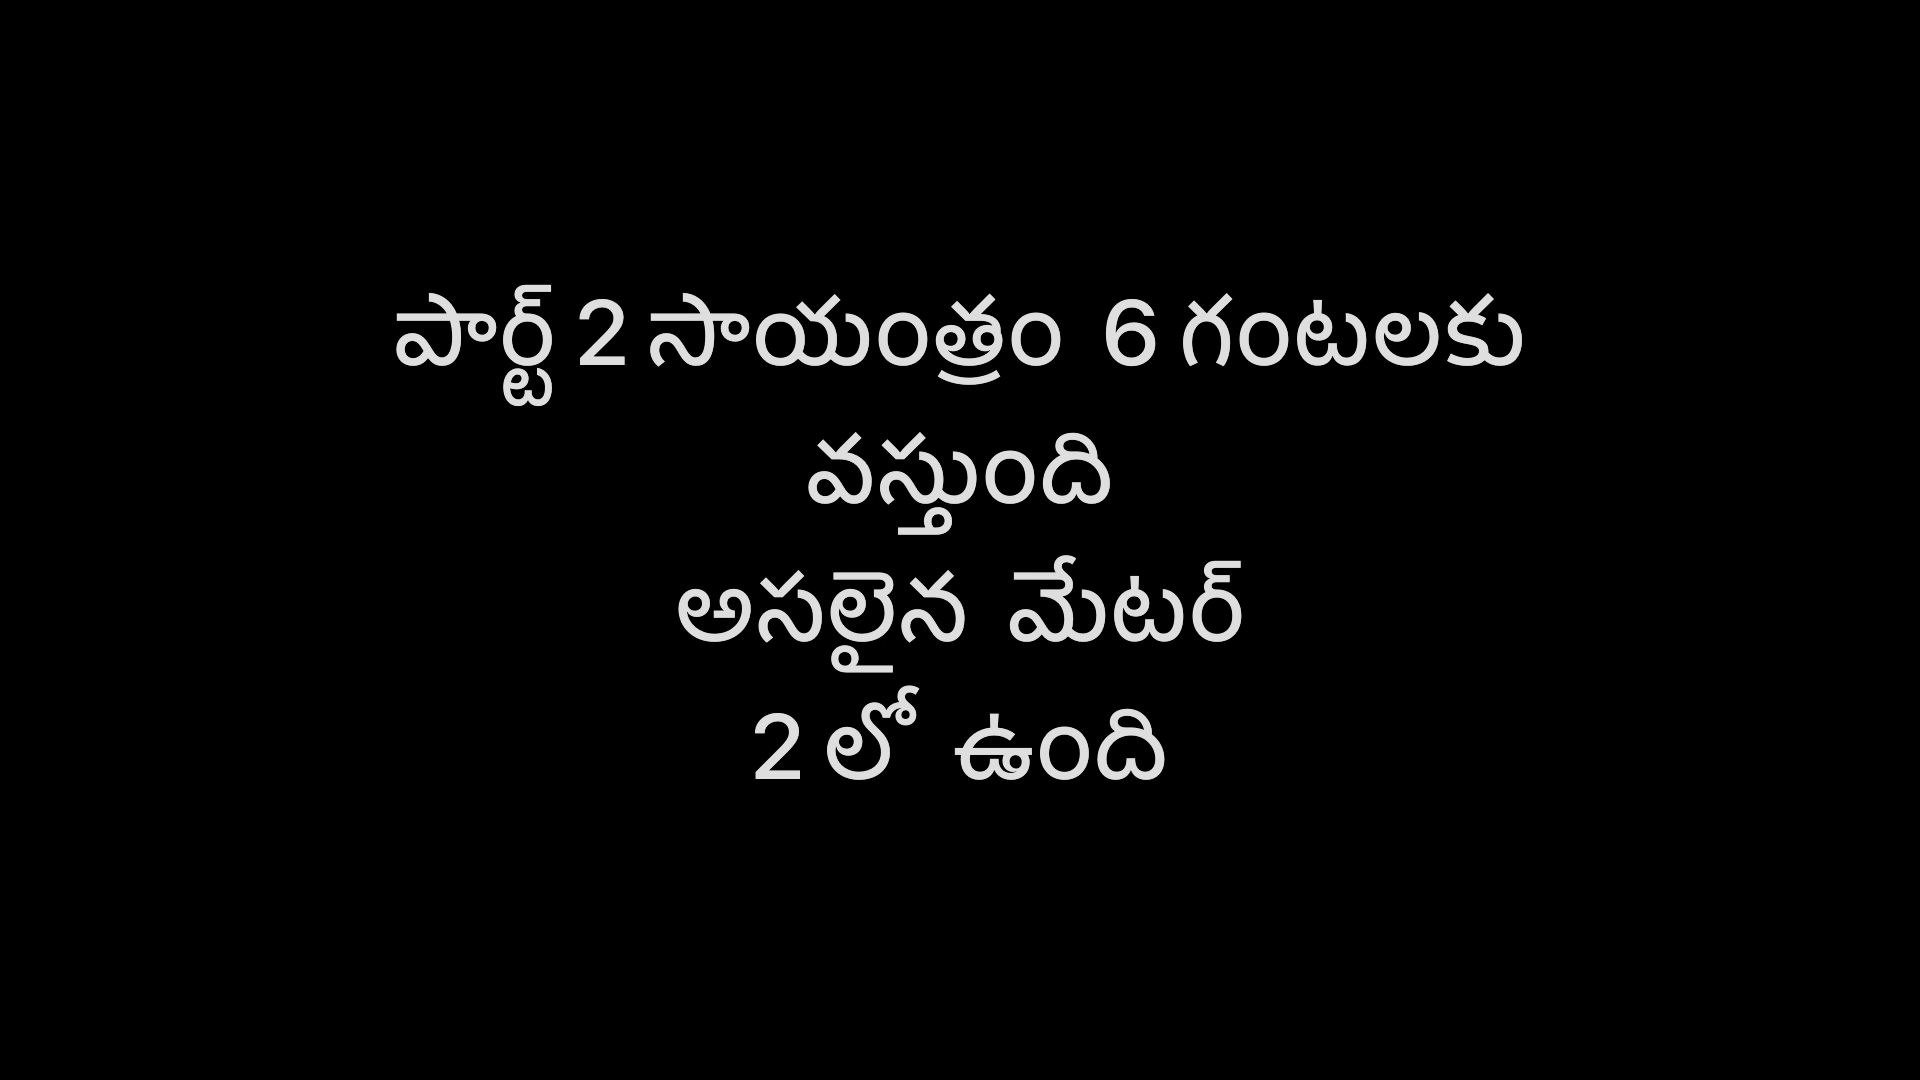 పార్ట్ 2 సాయంత్రం 6 గంటలకు
వస్తుంది
అసలైన మేటర్
2 లో ఉంది